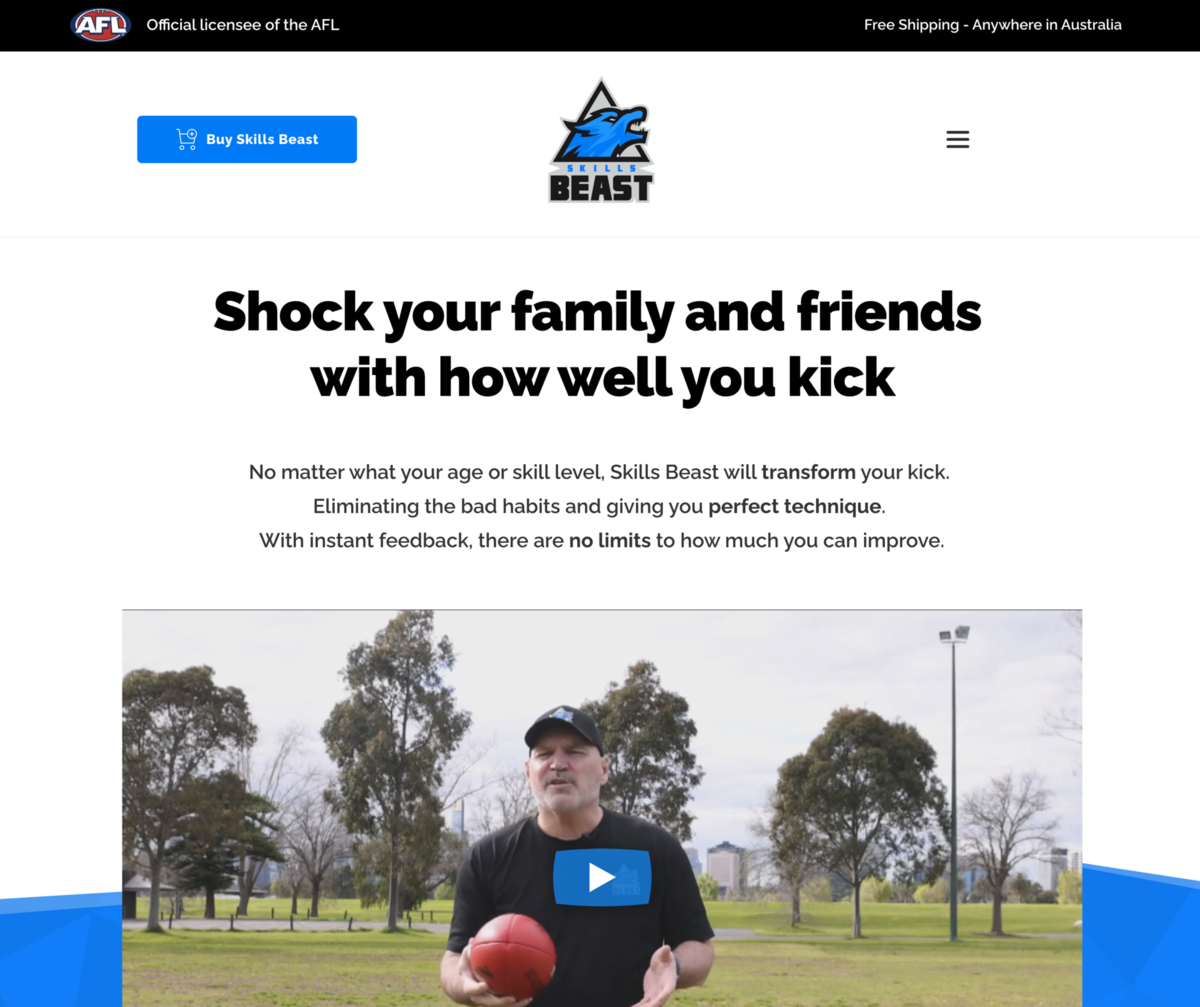 AFL
Official licensee of the AFL
Free Shipping - Anywhere in Australia
Buy Skills Beast
SKILLS
BEAST
Shock your family and friends
with how well you kick
No matter what your age or skill level, Skills Beast will transform your kick.
Eliminating the bad habits and giving you perfect technique.
With instant feedback, there are no limits to how much you can improve.